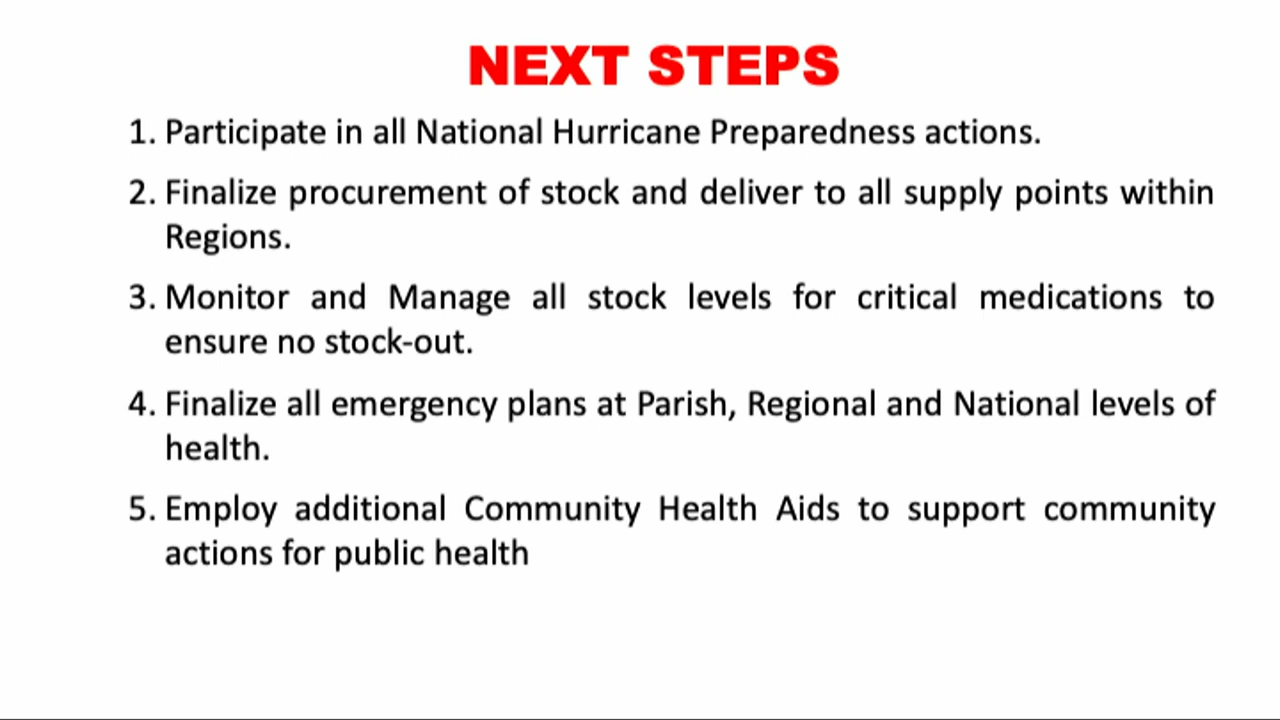 NEXT STEPS
1. Participate in all National Hurricane Preparedness actions.
2. Finalize procurement of stock and deliver to all supply points within
Regions.
3. Monitor and Manage all stock levels for critical medications to
ensure no stock-out.
4. Finalize all emergency plans at Parish, Regional and National levels of
health.
5. Employ additional Community Health Aids to support community
actions for public health